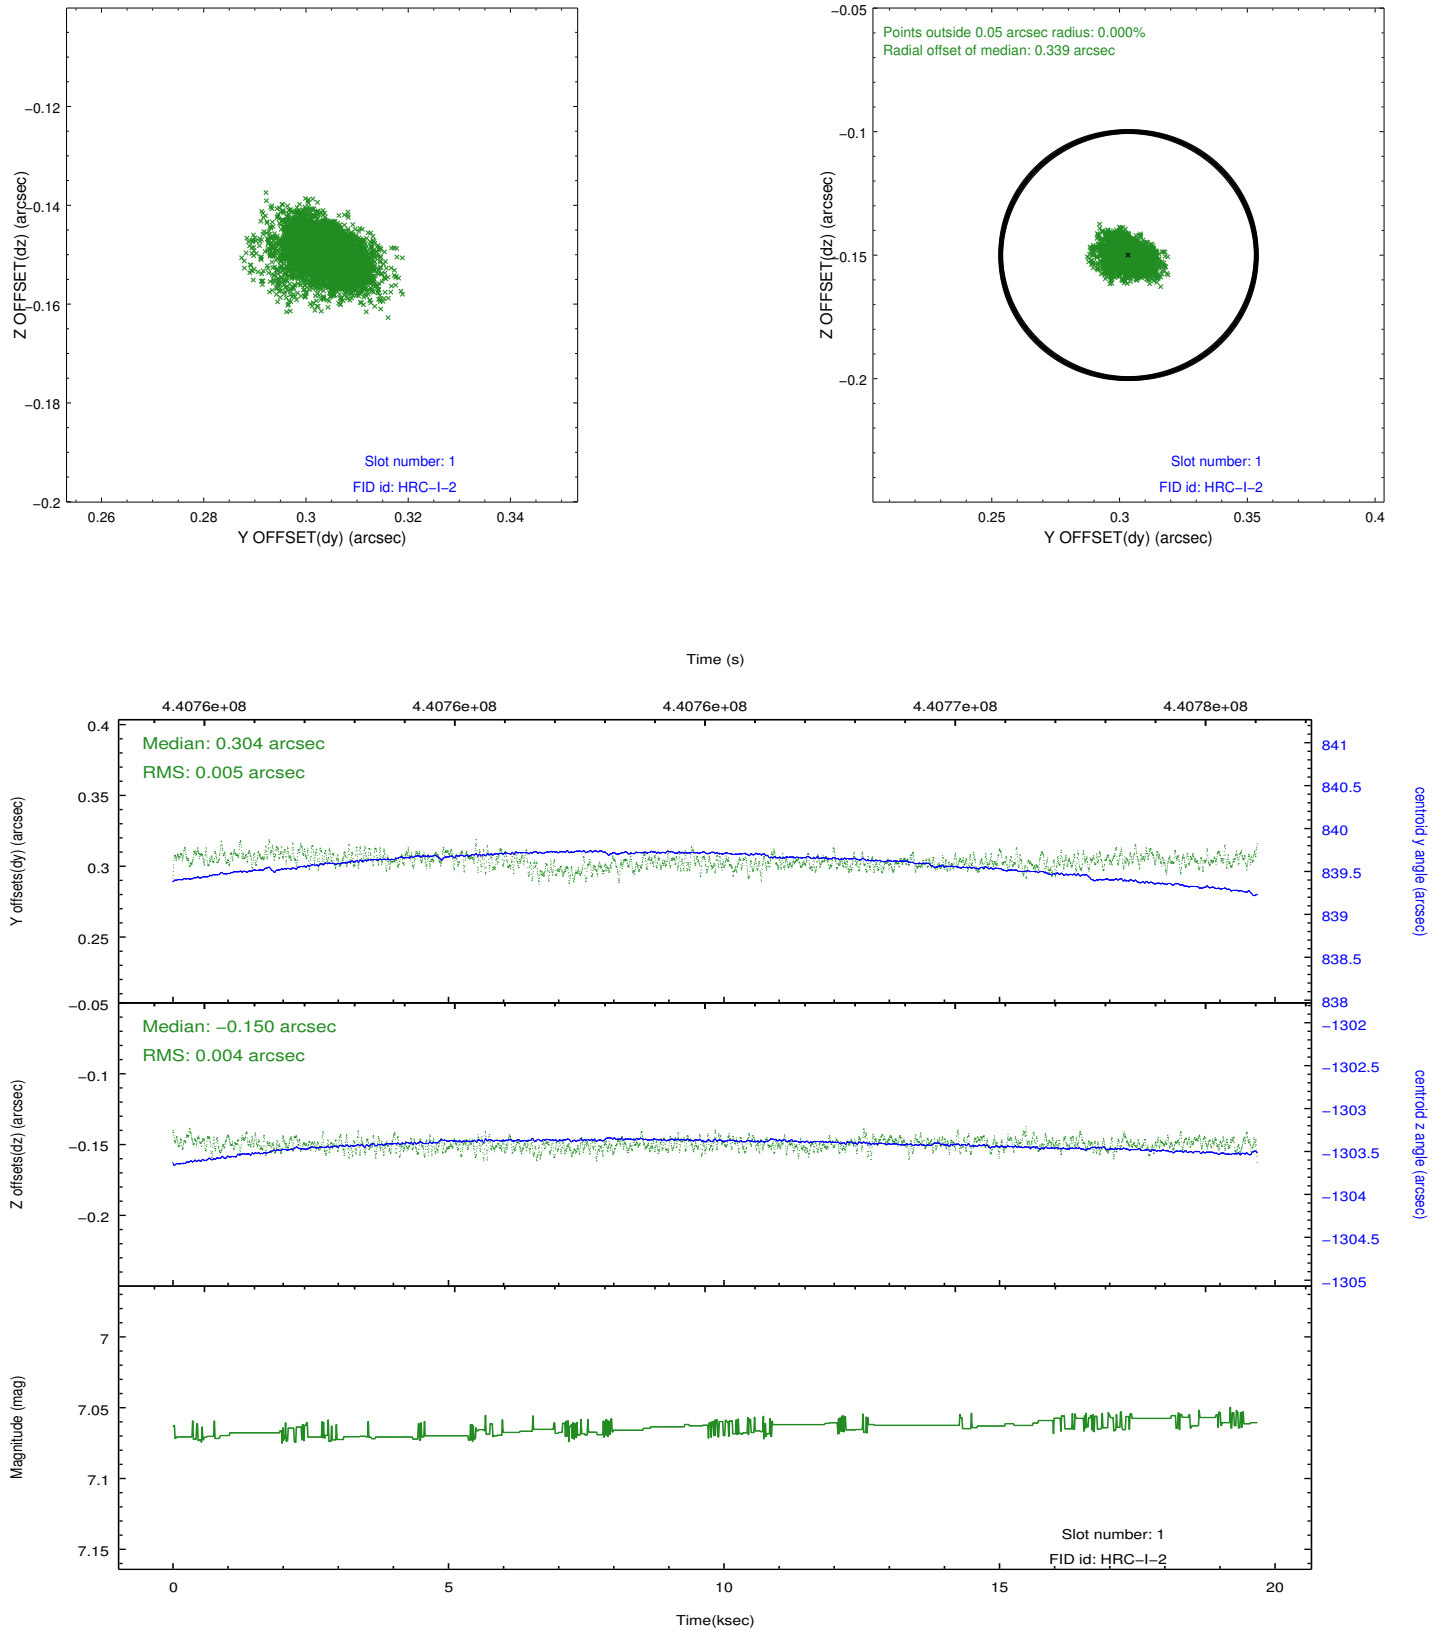 −0.12
−0.14
−0.16
−0.18
−0.2
Z OFFSET(dz) (arcsec)
0.26 0.28 0.3 0.32 0.34
Y OFFSET(dy) (arcsec)
Slot number: 1
FID id: HRC−I−2
Points outside 0.05 arcsec radius: 0.000%
Radial offset of median: 0.339 arcsec
−0.05
−0.1
−0.15
−0.2
Z OFFSET(dz) (arcsec)
0.25 0.3 0.35 0.4
Y OFFSET(dy) (arcsec)
Slot number: 1
FID id: HRC−I−2
Time (s)
4.4076e+08 4.4076e+08 4.4076e+08 4.4077e+08 4.4078e+08
Median: 0.304 arcsec
RMS: 0.005 arcsec
0.4
0.35
0.3
0.25
Y offsets(dy) (arcsec)
841
840.5
840
839.5
839
838.5
838
centroid y angle (arcsec)
Median: −0.150 arcsec
RMS: 0.004 arcsec
−0.05
−0.1
−0.15
−0.2
Z offsets(dz) (arcsec)
−1302
−1302.5
−1303
−1303.5
−1304
−1304.5
−1305
centroid z angle (arcsec)
7
7.05
7.1
7.15
Magnitude (mag)
Slot number: 1
FID id: HRC−I−2
0 5 10 15 20
Time(ksec)